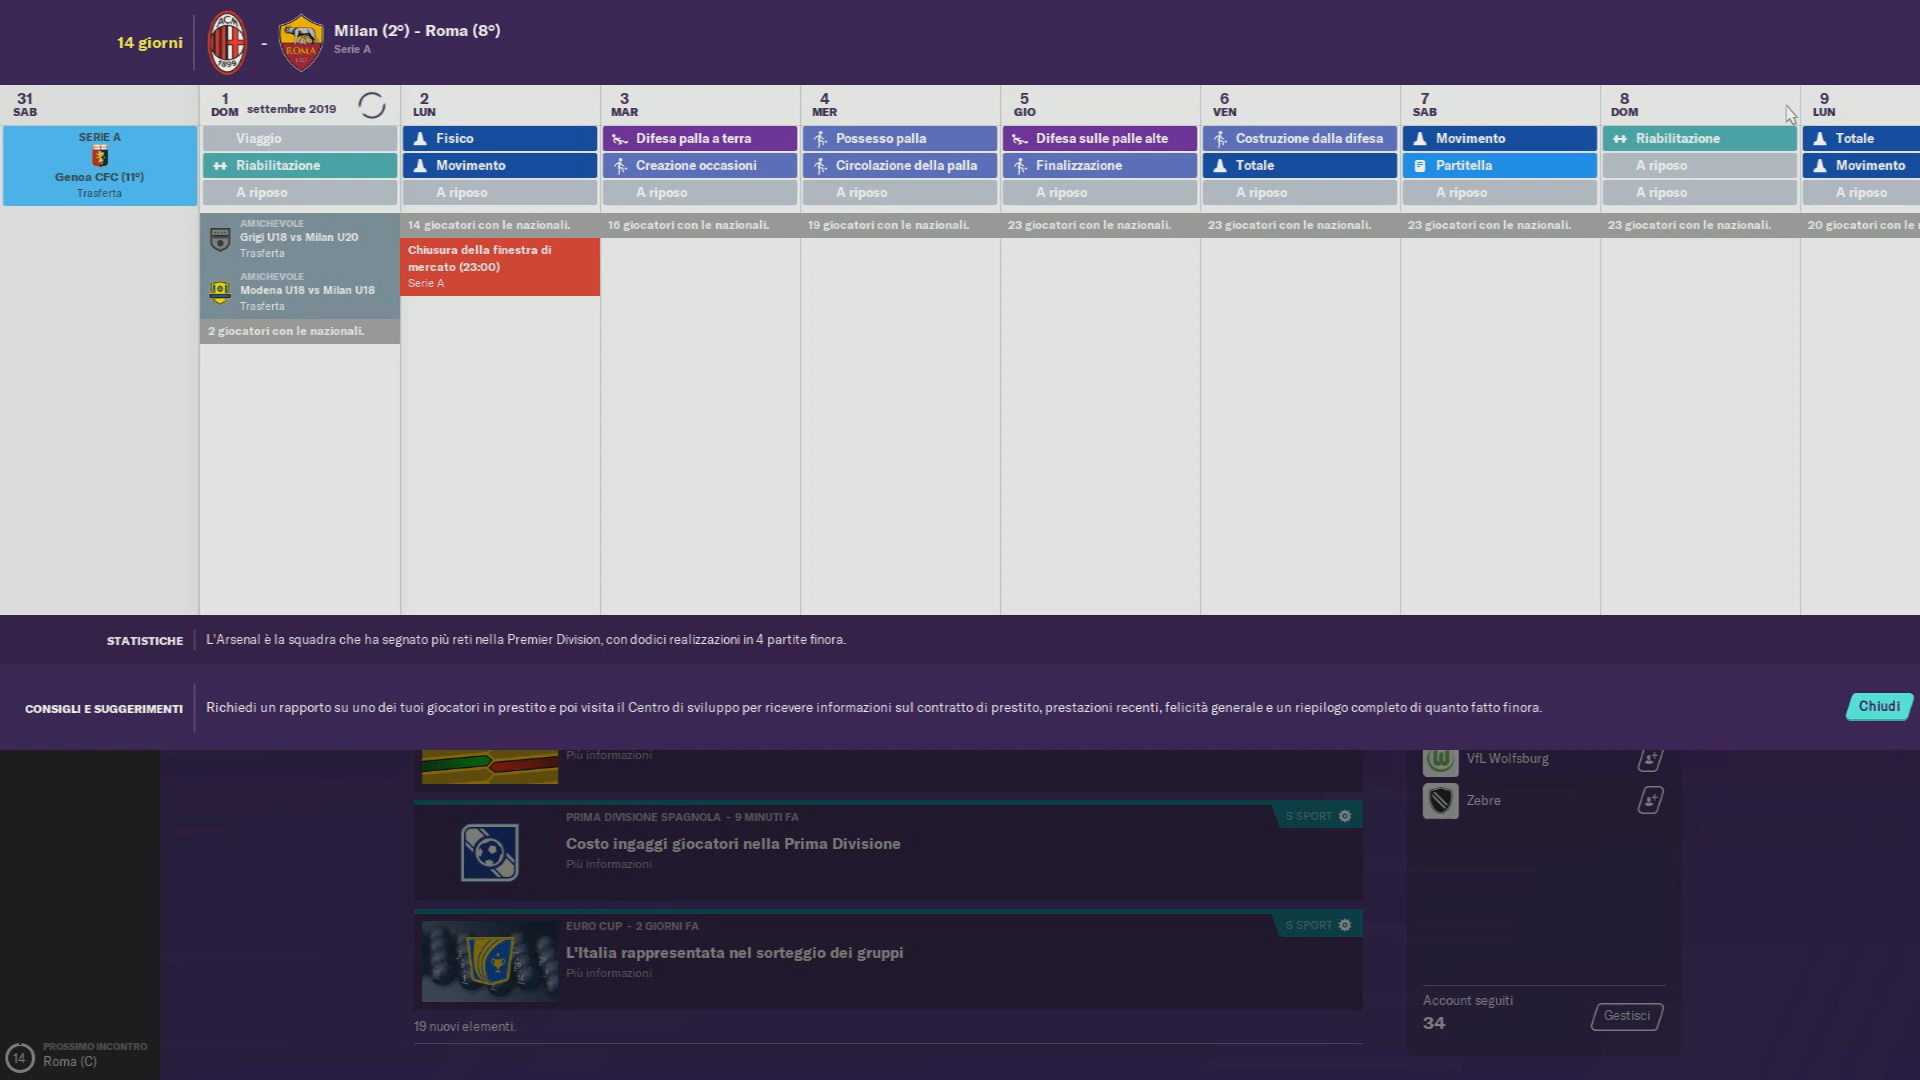 14 giorni
ACM
1899
-
ROMA
Milan (2°) - Roma (8°)
Serie A
31
SAB
1
DOM settembre 2019
2
LUN
3
MAR
4
MER
5
GIO
6
VEN
7
SAB
8
DOM
9
LUN
SERIE A
Genoa CFC (11°)
Trasferta
Viaggio
Riabilitazione
A riposo
AMICHEVOLE
Grigi U18 vs Milan U20
Trasferta
AMICHEVOLE
Modena U18 vs Milan U18
Trasferta
2 giocatori con le nazionali.
Fisico
Movimento
A riposo
14 giocatori con le nazionali.
Chiusura della finestra di
mercato (23:00)
Serie A
Difesa palla a terra
Creazione occasioni
A riposo
16 giocatori con le nazionali.
Possesso palla
Circolazione della palla
A riposo
19 giocatori con le nazionali.
Difesa sulle palle alte
Finalizzazione
A riposo
23 giocatori con le nazionali.
Costruzione dalla difesa
Totale
A riposo
23 giocatori con le nazionali.
Movimento
Partitella
A riposo
23 giocatori con le nazionali.
Riabilitazione
A riposo
A riposo
23 giocatori con le nazionali.
Totale
Movimento
A riposo
20 giocatori con le
STATISTICHE
L'Arsenal è la squadra che ha segnato più reti nella Premier Division, con dodici realizzazioni in 4 partite finora.
CONSIGLI E SUGGERIMENTI
Richiedi un rapporto su uno dei tuoi giocatori in prestito e poi visita il Centro di sviluppo per ricevere informazioni sul contratto di prestito, prestazioni recenti, felicità generale e un riepilogo completo di quanto fatto finora.
Chiudi
Più informazioni
VfL Wolfsburg
Zebre
PRIMA DIVISIONE SPAGNOLA - 9 MINUTI FA
S SPORT
Costo ingaggi giocatori nella Prima Divisione
Più informazioni
EURO CUP - 2 GIORNI FA
S SPORT
L'Italia rappresentata nel sorteggio dei gruppi
Più informazioni
19 nuovi elementi.
Account seguiti
34
Gestisci
14
PROSSIMO INCONTRO
Roma (C)